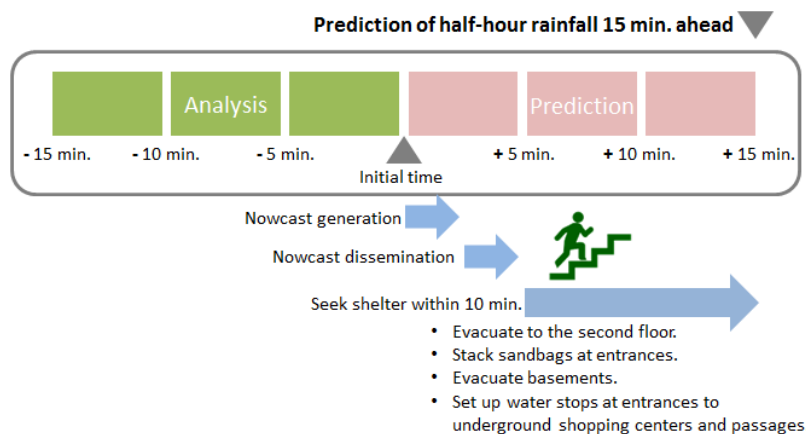 Prediction of half-hour rainfall 15 min. ahead
Analysis
Prediction
- 15 min.
- 10 min.
- 5 min.
+ 5 min.
+ 10 min.
+ 15 min.
Initial time
Nowcast generation
Nowcast dissemination
Seek shelter within 10 min.
• Evacuate to the second floor.
• Stack sandbags at entrances.
• Evacuate basements.
• Set up water stops at entrances to
underground shopping centers and passages